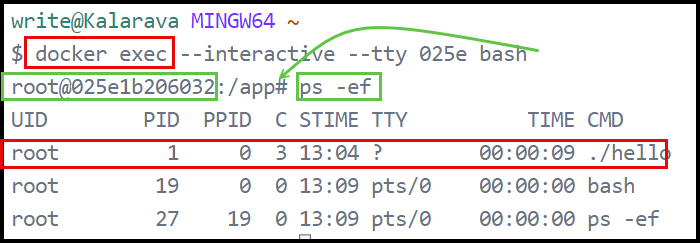 write@Kalarava MINGW64 ~
$ docker exec --interactive --tty 025e bash
root@025e1b206032:/app# ps -ef
UID PID PPID C STIME TTY TIME CMD
root 1 0 3 13:04 ? 00:00:09 ./hello
root 19 0 0 13:09 pts/0 00:00:00 bash
root 27 19 0 13:09 pts/0 00:00:00 ps -ef